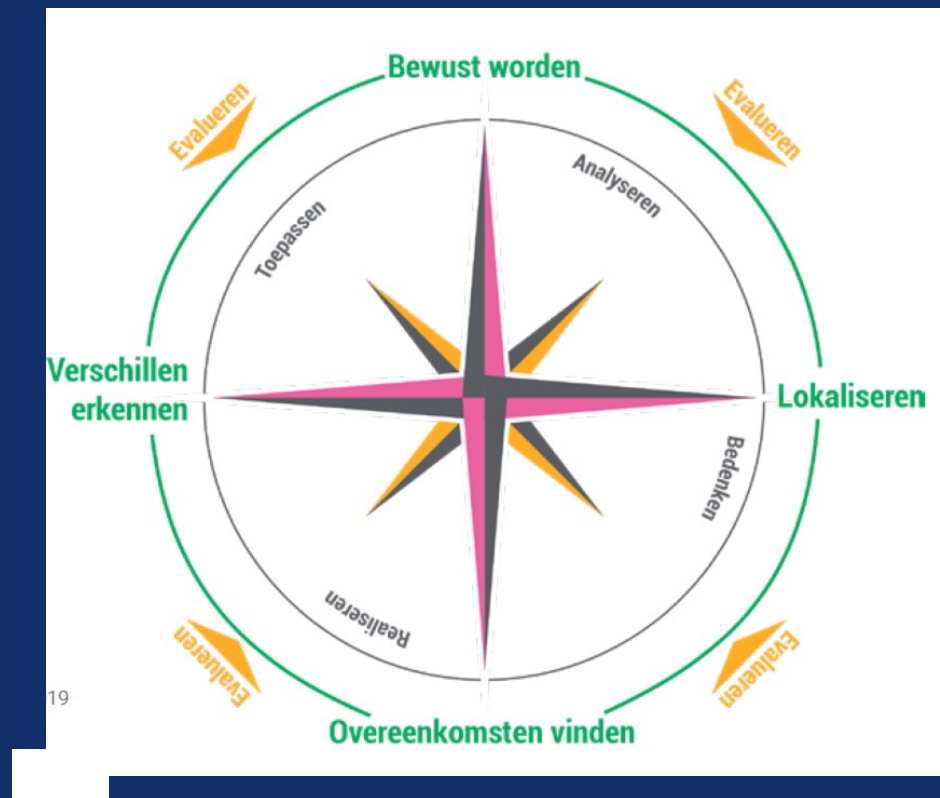 Bewust worden
Evalueren
Evalueren
Analyseren
Toepassen
Verschillen
erkennen
Lokaliseren
Bedenken
Realiseren
Evalueren
Evalueren
19
Overeenkomsten vinden